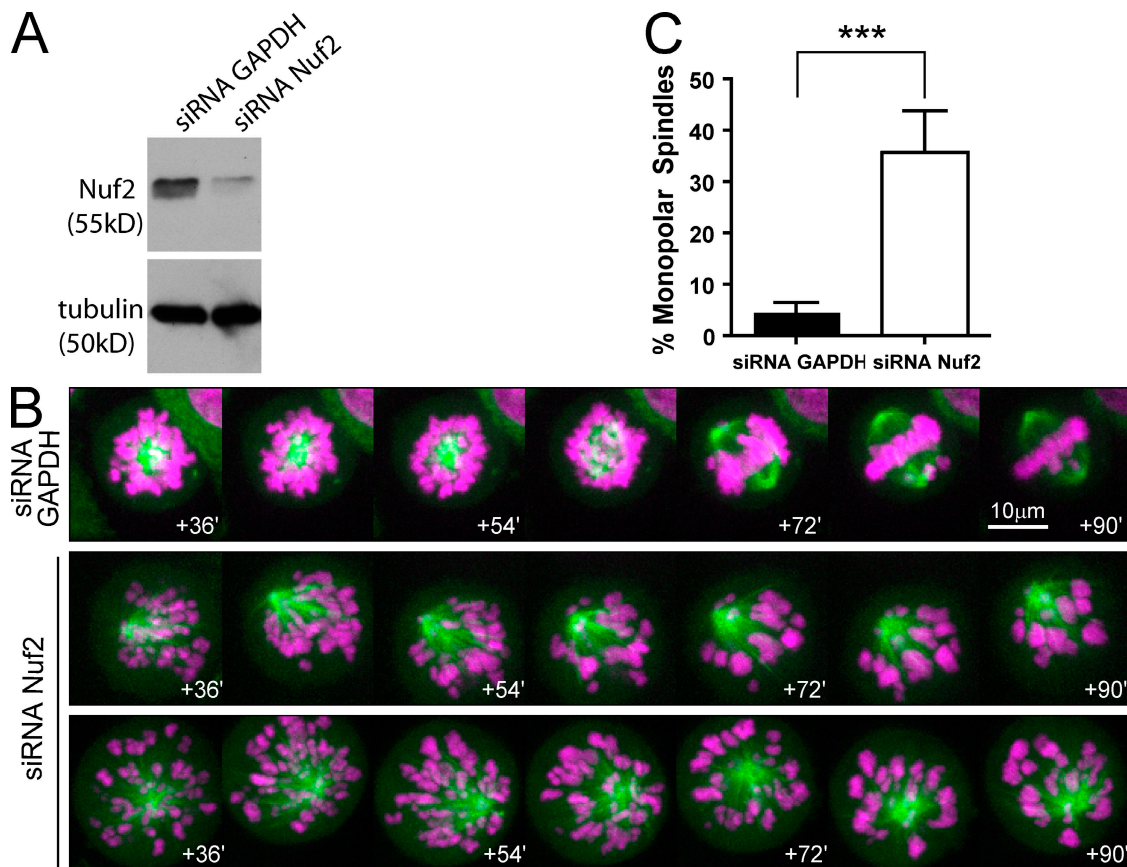 A
siRNA GAPDH
siRNA Nuf2
Nuf2
(55kD)
tubulin
(50kD)
C
***
% Monopolar Spindles
50
40
30
20
10
0
siRNA GAPDH
siRNA Nuf2
B
siRNA
GAPDH
+36'
+54'
+72'
10µm
+90'
siRNA Nuf2
+36'
+54'
+72'
+90'
+36'
+54'
+72'
+90'